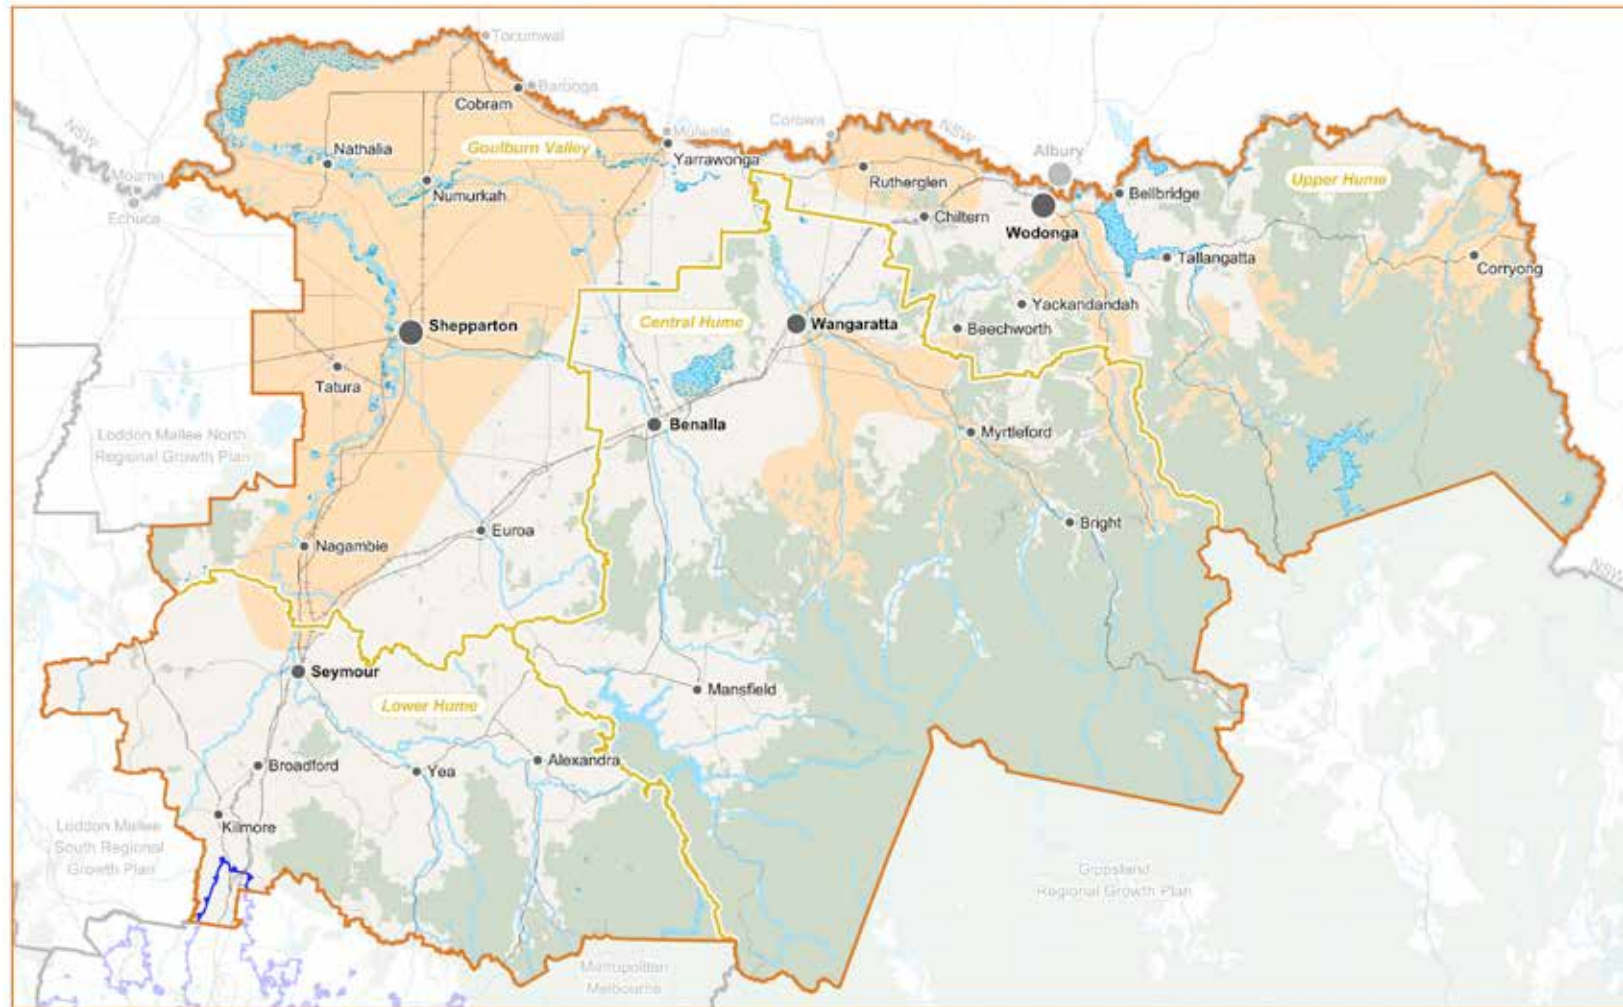 Tocumwal
Barooga
Cobram
NSW
Mulwala
Corowa
NSW
Nathalia
Goulburn Valley
Yarrawonga
Albury
Moama
Numurkah
Rutherglen
Bellbridge
Upper Hume
Echuca
Chiltern
Wodonga
Tallangatta
Corryong
Yackandandah
Shepparton
Central Hume
Wangaratta
Beechworth
Tatura
Benalla
Myrtleford
Loddon Mallee North
Regional Growth Plan
Euroa
Bright
Nagambie
NSW
Seymour
Mansfield
Lower Hume
Broadford
Yea
Alexandra
Kilmore
Loddon Mallee
South Regional
Growth Plan
Gippsland
Regional Growth Plan
Metropolitan
Melbourne